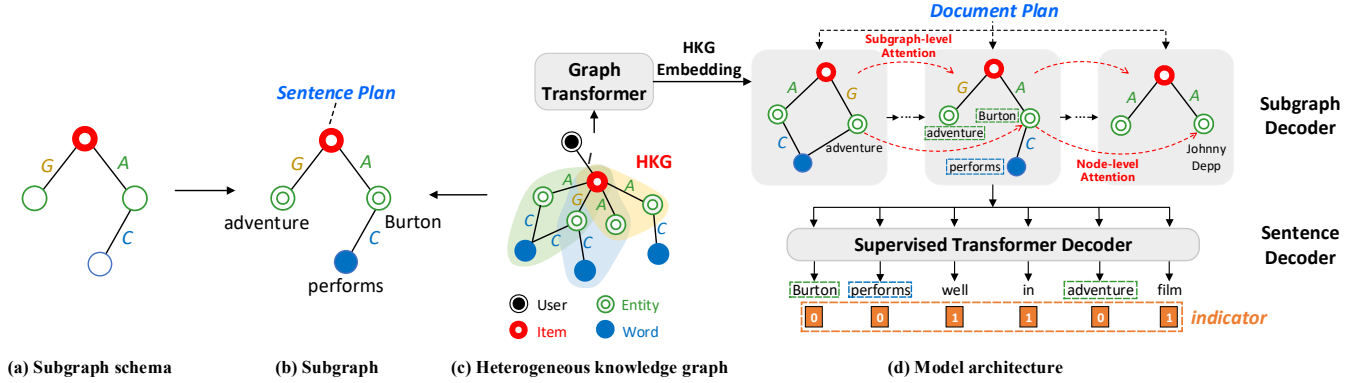 G
A
C
(a) Subgraph schema
Sentence Plan
G
A
adventure
C
Burton
performs
(b) Subgraph
Graph
Transformer
HKG
Embedding
I
HKG
A
A
G
A
C
C
C
C
User
Entity
Item
Word
(c) Heterogeneous knowledge graph
Document Plan
Subgraph-level
Attention
A
G
C
adventure
G
A
Burton
adventure
C
performs
A
A
Johnny
Depp
Node-level
Attention
Subgraph
Decoder
Supervised Transformer Decoder
Sentence
Decoder
Burton performs well in adventure film
0 0 1 1 0 1 indicator
(d) Model architecture